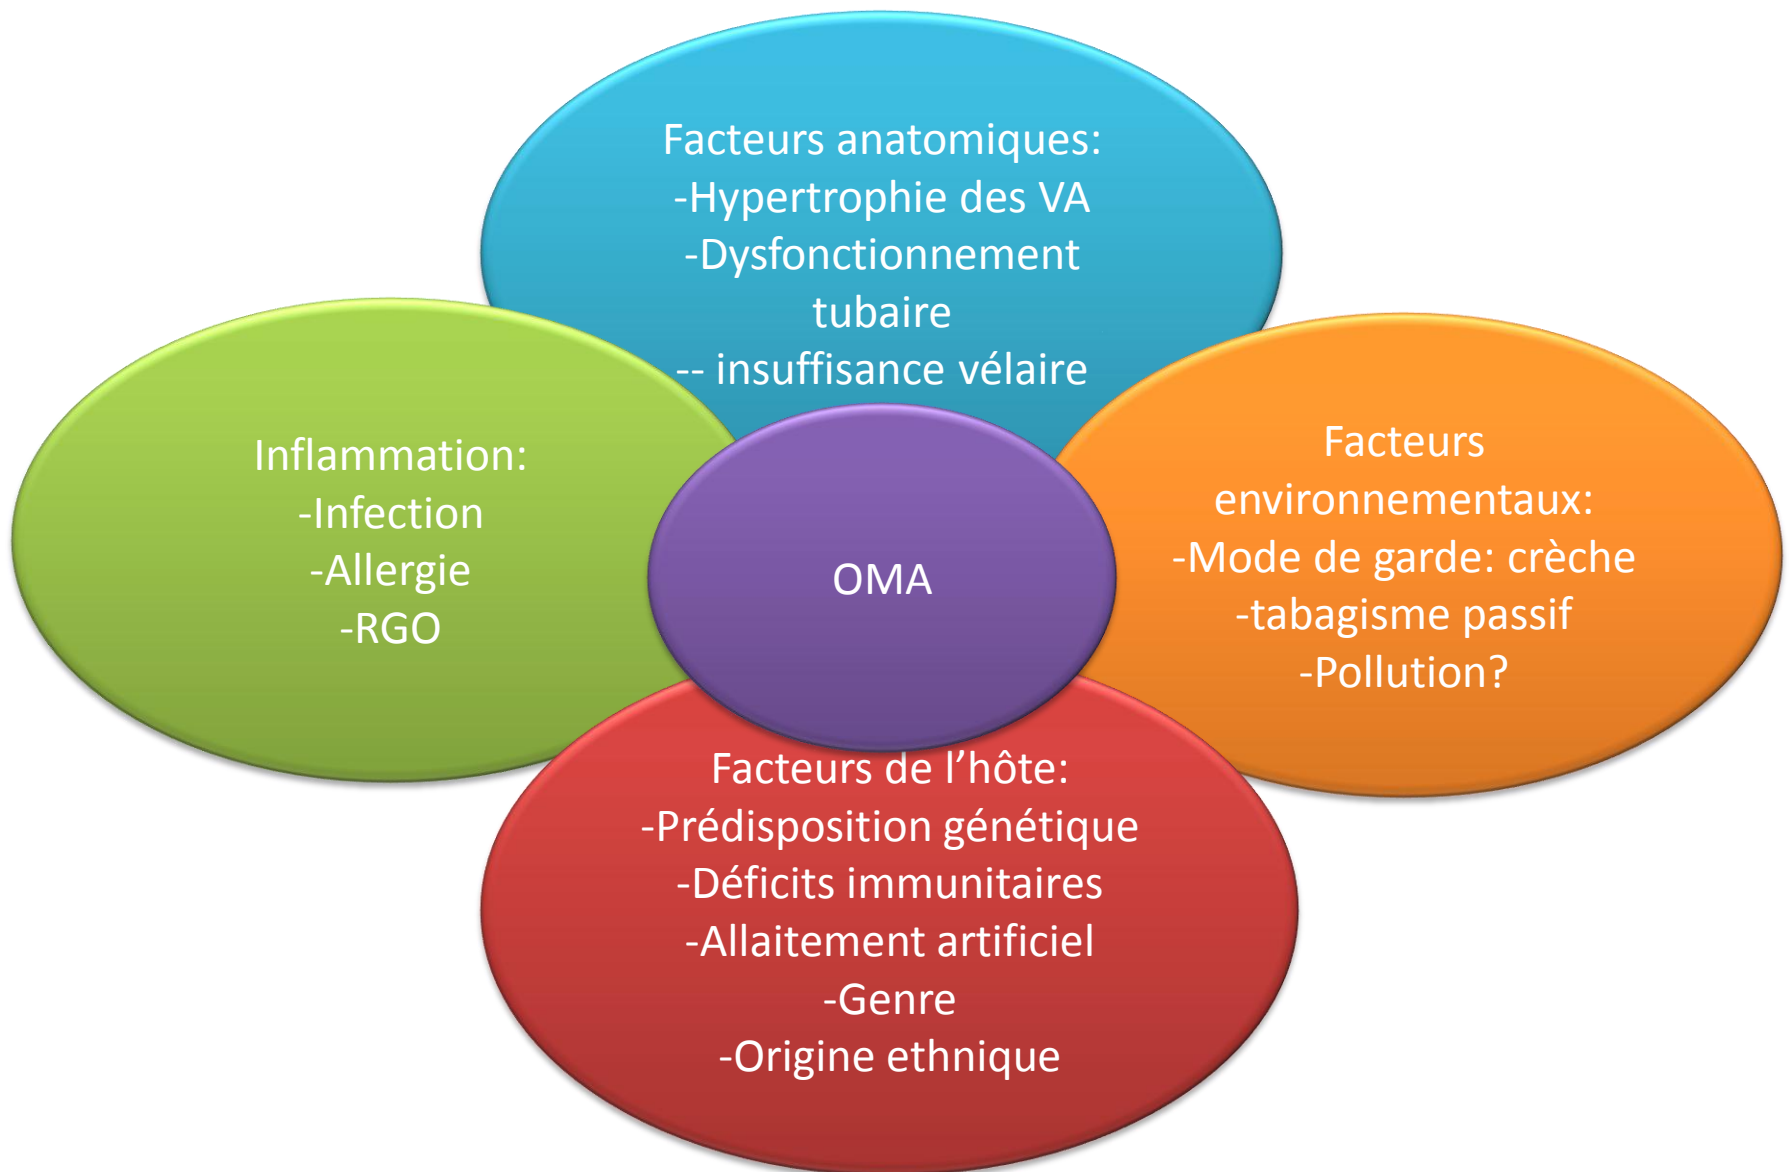 Facteurs anatomiques:
-Hypertrophie des VA
-Dysfonctionnement
tubaire
-- insuffisance vélaire
Inflammation:
-Infection
-Allergie
-RGO
OMA
Facteurs
environnementaux:
-Mode de garde: crèche
-tabagisme passif
-Pollution?
Facteurs de l’hôte:
-Prédisposition génétique
-Déficits immunitaires
-Allaitement artificiel
-Genre
-Origine ethnique